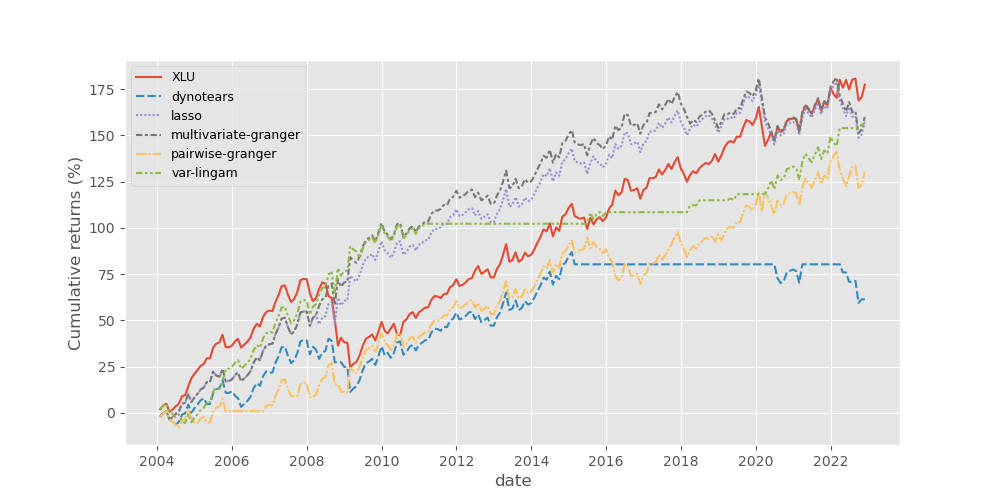 Cumulative returns (%)
175
150
125
100
75
50
25
0
XLU
dynotears
lasso
multivariate-granger
pairwise-granger
var-lingam
2004 2006 2008 2010 2012 2014 2016 2018 2020 2022
date